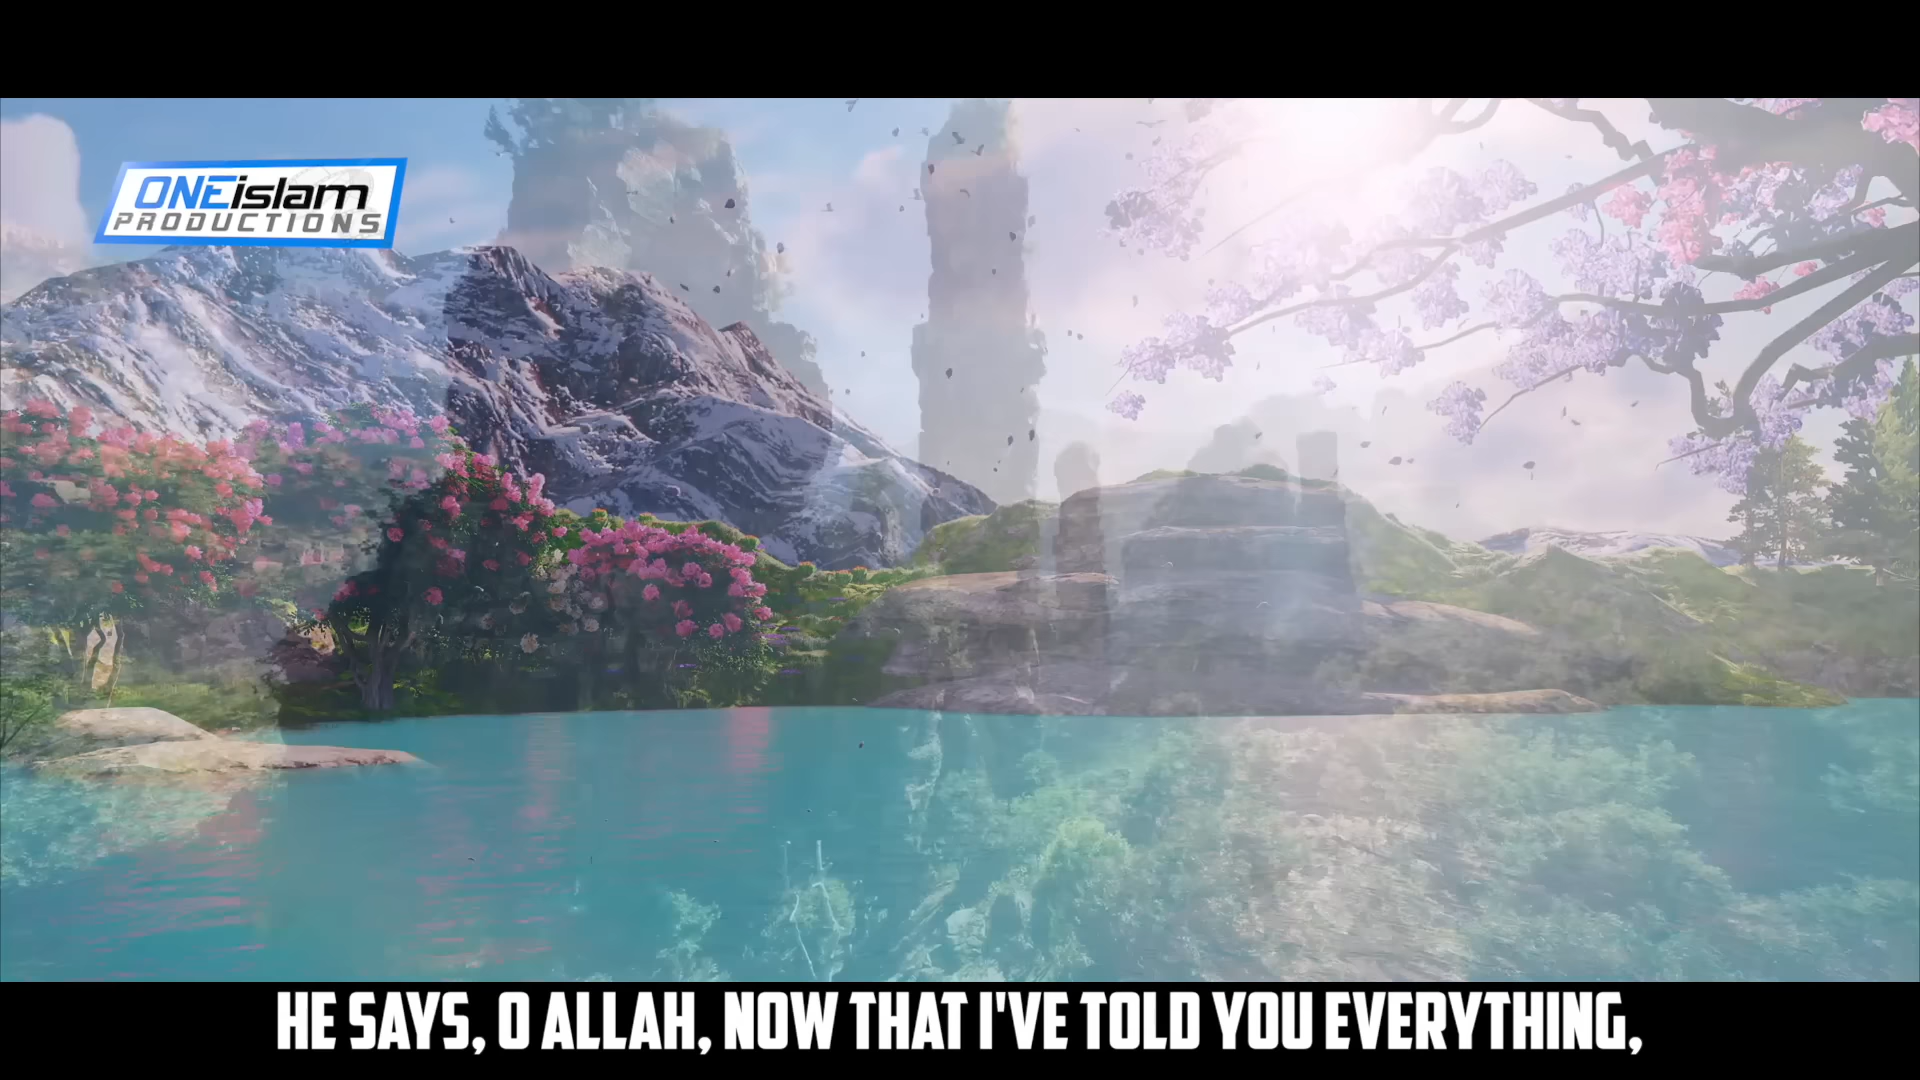 ONEislam
PRODUCTIONS
HE SAYS, O ALLAH, NOW THAT I'VE TOLD YOU EVERYTHING,